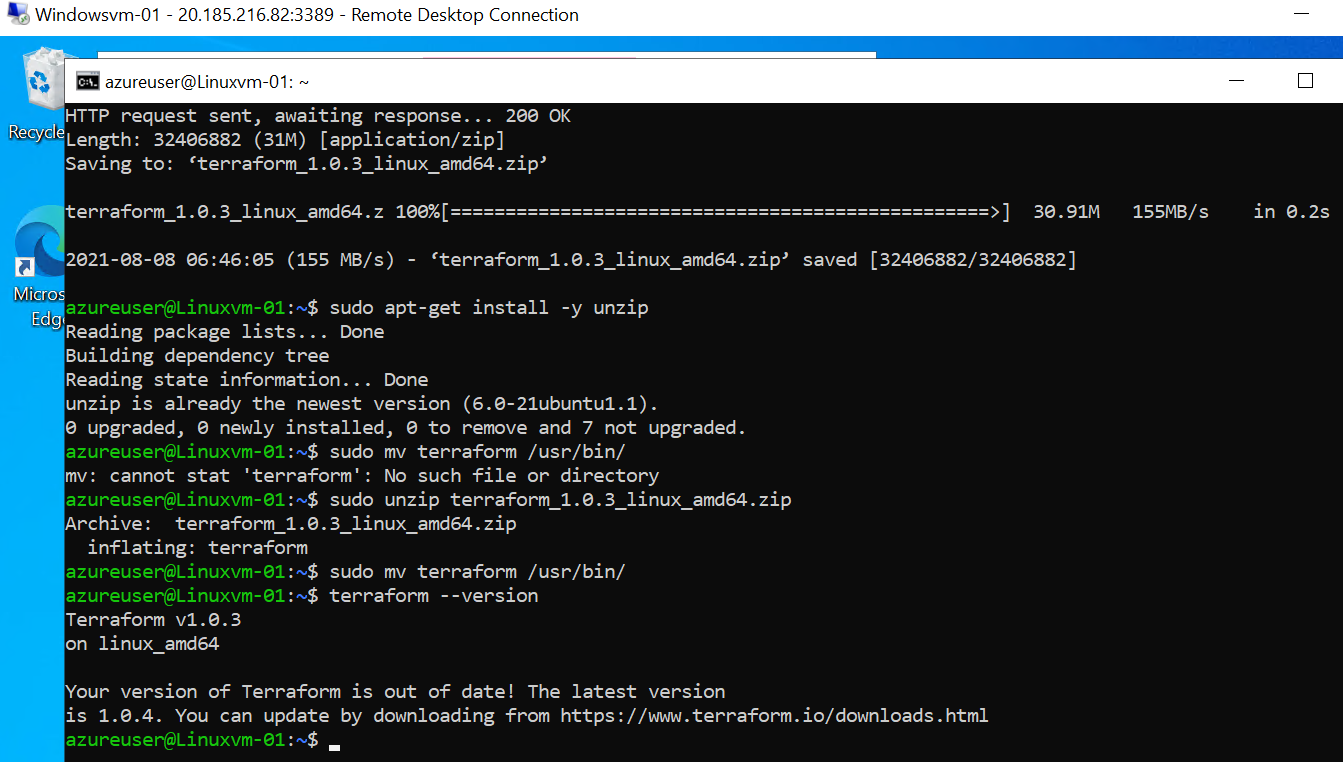 Windowsvm-01 - 20.185.216.82:3389 - Remote Desktop Connection
azureuser@Linuxvm-01: ~
Recycle
Micros
Edg
HTTP request sent, awaiting response... 200 OK
Length: 32406882 (31M) [application/zip]
Saving to: ‘terraform_1.0.3_linux_amd64.zip’
terraform_1.0.3_linux_amd64.z 100%[=================================================>]  30.91M   155MB/s    in 0.2s
2021-08-08 06:46:05 (155 MB/s) - ‘terraform_1.0.3_linux_amd64.zip’ saved [32406882/32406882]
azureuser@Linuxvm-01:~$ sudo apt-get install -y unzip
Reading package lists... Done
Building dependency tree
Reading state information... Done
unzip is already the newest version (6.0-21ubuntu1.1).
0 upgraded, 0 newly installed, 0 to remove and 7 not upgraded.
azureuser@Linuxvm-01:~$ sudo mv terraform /usr/bin/
mv: cannot stat 'terraform': No such file or directory
azureuser@Linuxvm-01:~$ sudo unzip terraform_1.0.3_linux_amd64.zip
Archive:  terraform_1.0.3_linux_amd64.zip
  inflating: terraform
azureuser@Linuxvm-01:~$ sudo mv terraform /usr/bin/
azureuser@Linuxvm-01:~$ terraform --version
Terraform v1.0.3
on linux_amd64
Your version of Terraform is out of date! The latest version
is 1.0.4. You can update by downloading from https://www.terraform.io/downloads.html
azureuser@Linuxvm-01:~$